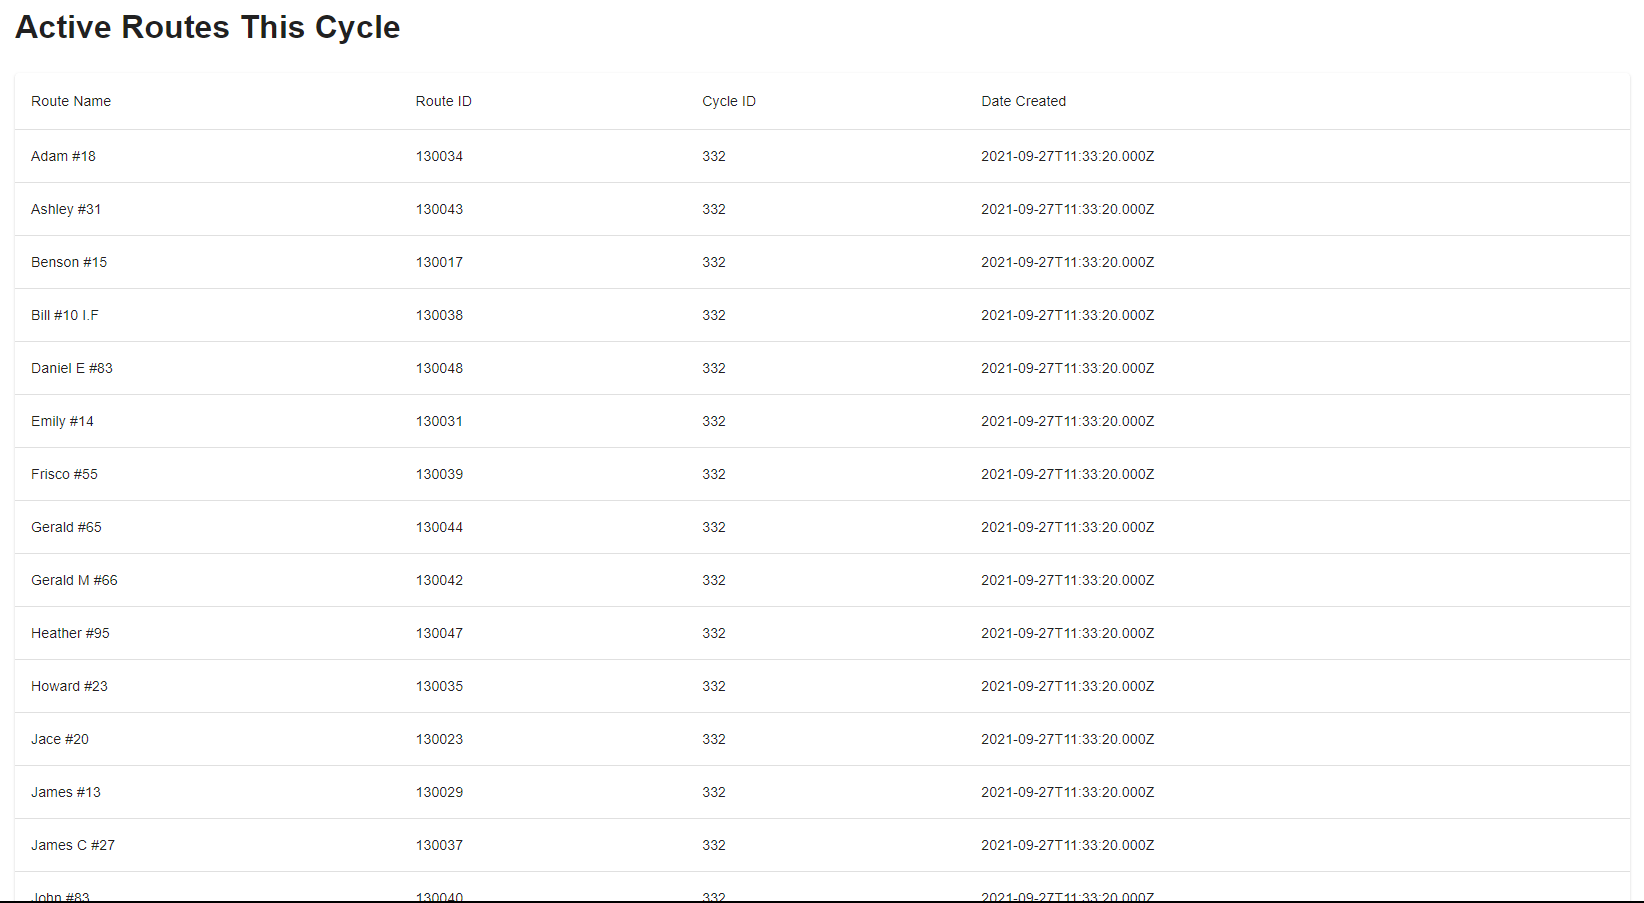 Active Routes This Cycle
Route Name Route ID Cycle ID Date Created
Adam #18 130034 332 2021-09-27T11:33:20.000Z
Ashley #31 130043 332 2021-09-27T11:33:20.000Z
Benson #15 130017 332 2021-09-27T11:33:20.000Z
Bill #10 I.F 130038 332 2021-09-27T11:33:20.000Z
Daniel E #83 130048 332 2021-09-27T11:33:20.000Z
Emily #14 130031 332 2021-09-27T11:33:20.000Z
Frisco #55 130039 332 2021-09-27T11:33:20.000Z
Gerald #65 130044 332 2021-09-27T11:33:20.000Z
Gerald M #66 130042 332 2021-09-27T11:33:20.000Z
Heather #95 130047 332 2021-09-27T11:33:20.000Z
Howard #23 130035 332 2021-09-27T11:33:20.000Z
Jace #20 130023 332 2021-09-27T11:33:20.000Z
James #13 130029 332 2021-09-27T11:33:20.000Z
James C #27 130037 332 2021-09-27T11:33:20.000Z
John #83 130040 332 2021-09-27T11:33:20.000Z